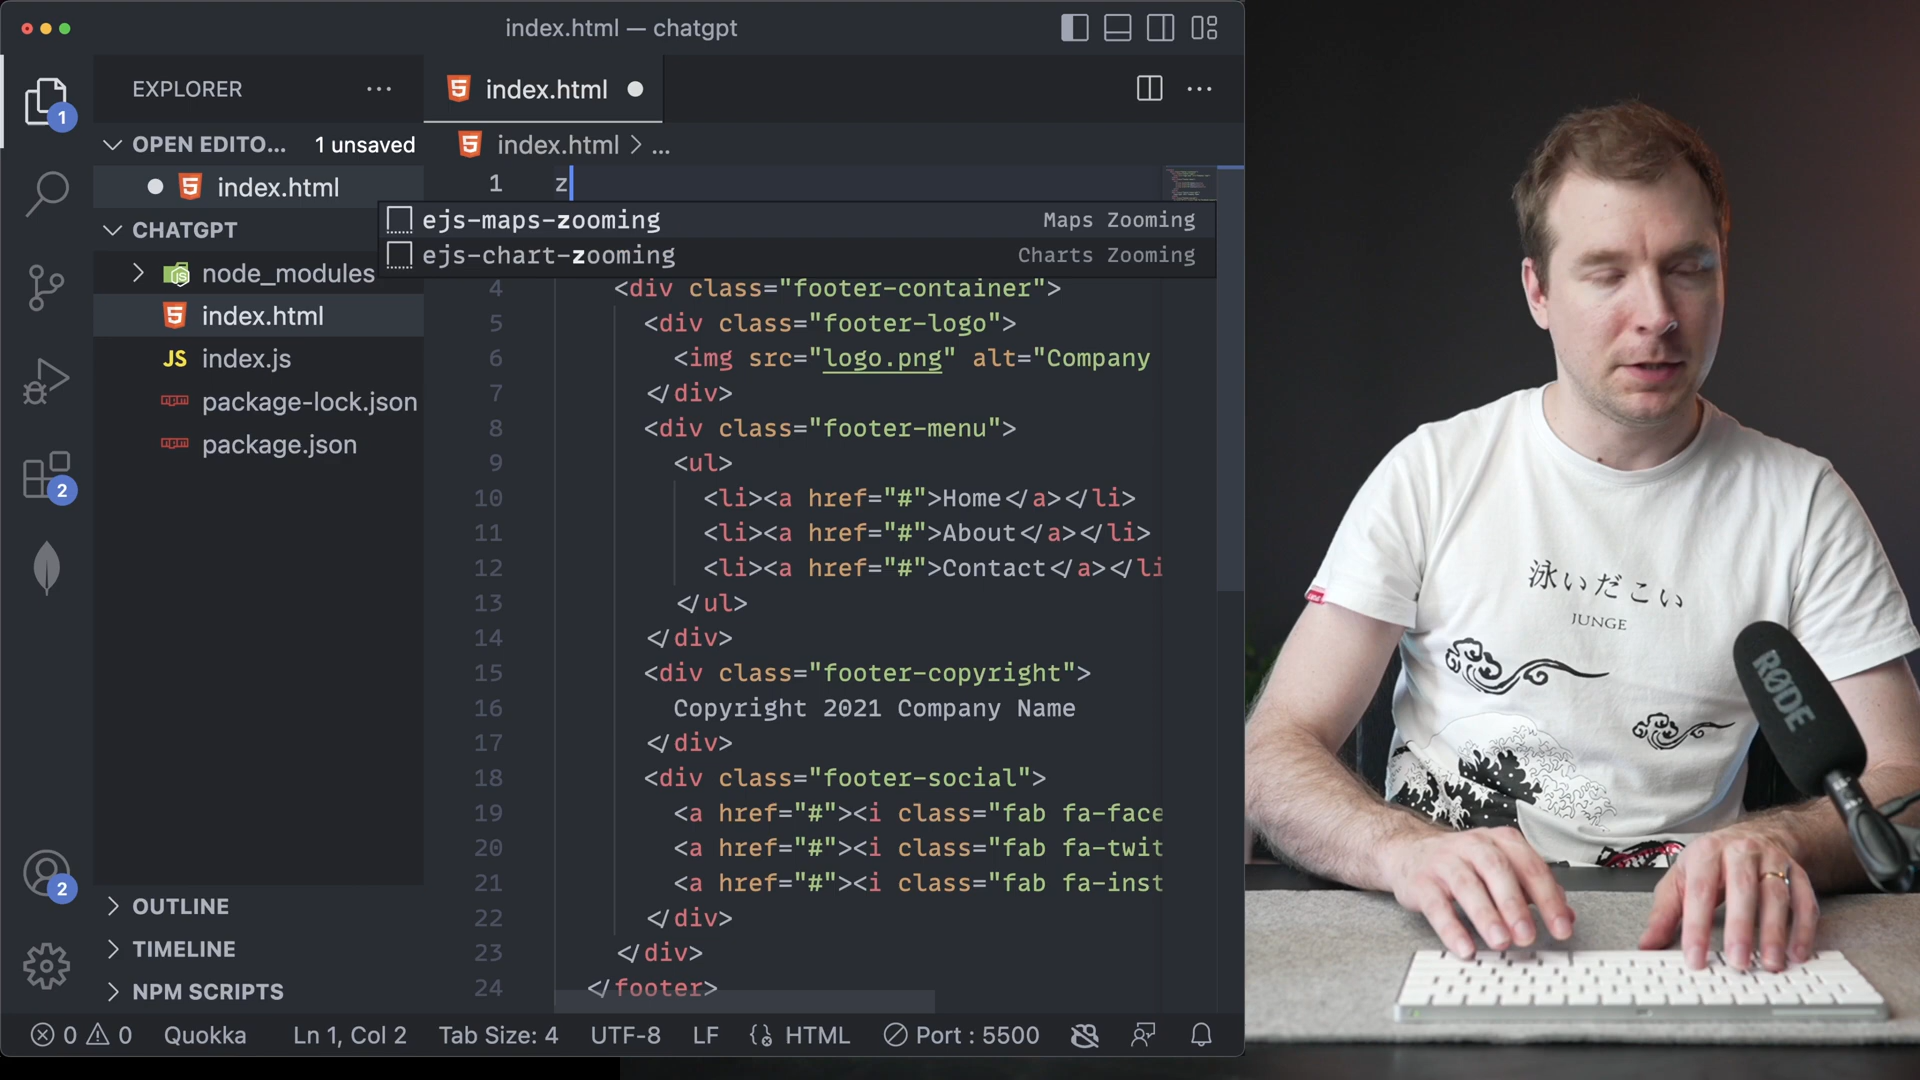 index.html — chatgpt
EXPLORER
index.html
1
OPEN EDITO... 1 unsaved
index.html > ...
index.html
1 z
ejs-maps-zooming Maps Zooming
ejs-chart-zooming Charts Zooming
CHATGPT
node_modules
index.html
JS index.js
package-lock.json
package.json
4 <div class="footer-container">
5 <div class="footer-logo">
6 <img src="logo.png" alt="Company
7 </div>
8 <div class="footer-menu">
9 <ul>
10 <li><a href="#">Home</a></li>
11 <li><a href="#">About</a></li>
12 <li><a href="#">Contact</a></li
13 </ul>
14 </div>
15 <div class="footer-copyright">
16 Copyright 2021 Company Name
17 </div>
18 <div class="footer-social">
19 <a href="#"><i class="fab fa-face
20 <a href="#"><i class="fab fa-twit
21 <a href="#"><i class="fab fa-inst
22 </div>
23 </div>
24 </footer>
2
2
OUTLINE
TIMELINE
NPM SCRIPTS
0 0 Quokka Ln 1, Col 2 Tab Size: 4 UTF-8 LF {} HTML Port : 5500
泳いだこい
JUNGE
RØDE